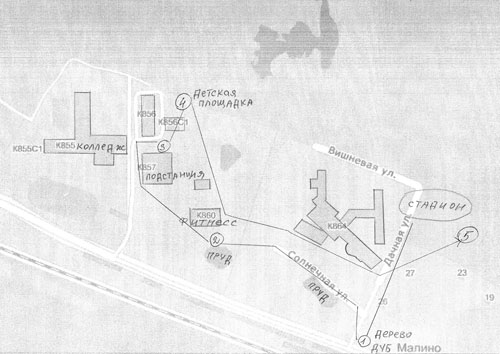 4
ДЕТСКАЯ
ПЛОЩАДКА
К856
К856С1
К855С1
К855
КОЛЛЕДЖ
3
К857
ПОДСТАНЦИЯ
Вишневая ул.
СТАДИОН
К860
ФИТНЕСС
К864
Дачная ул.
5
2
ПРУД
Солнечная ул.
27
23
ПРУД
26
19
1
ДЕРЕВО
ДУБ
Малино